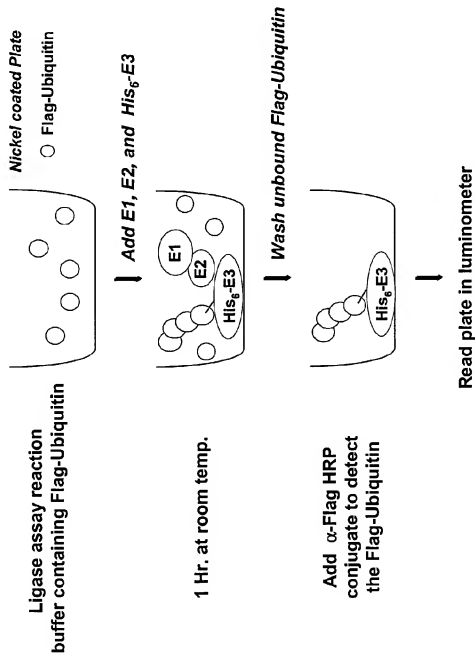 Nickel coated Plate
Flag-Ubiquitin
Ligase assay reaction
buffer containing Flag-Ubiquitin
Add E1, E2, and His6-E3
1 Hr. at room temp.
E1
E2
His₆-E3
Wash unbound Flag-Ubiquitin
Add α-Flag HRP
conjugate to detect
the Flag-Ubiquitin
His₆-E3
Read plate in luminometer